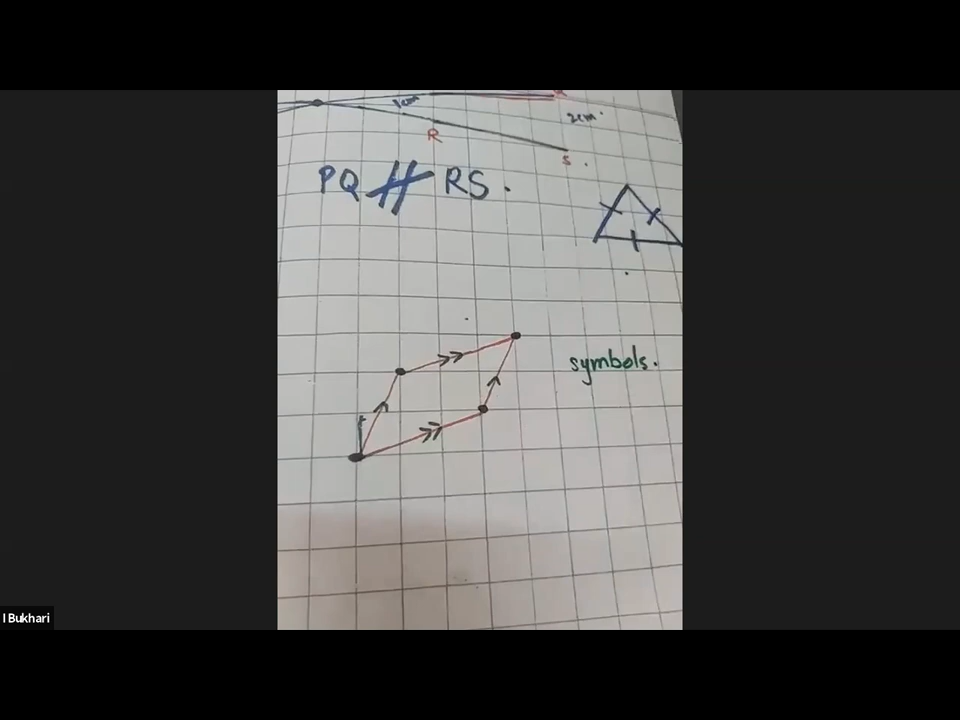 1cm
2cm.
R
S.
PQ ∦ RS.
symbols.
I Bukhari